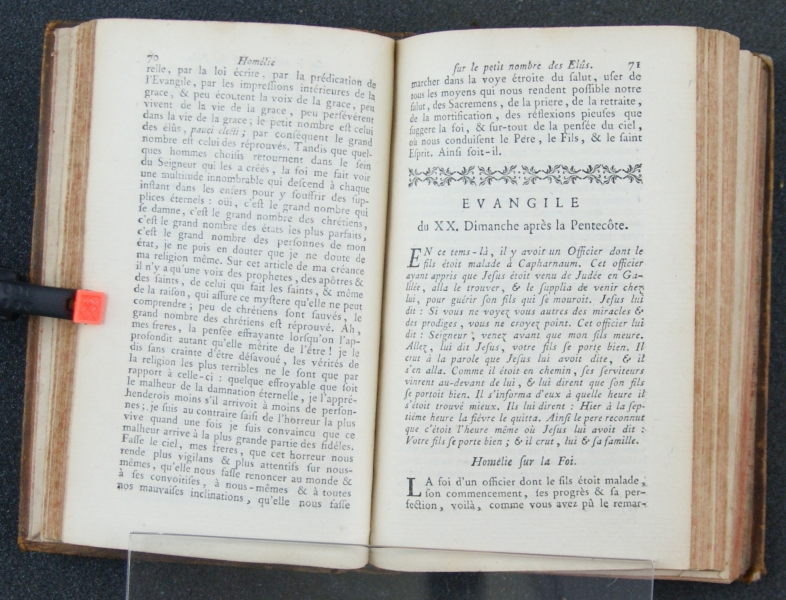 70 Homélie
relle, par la loi écrite, par la prédication de
l'Evangile, par les impressions intérieures de la
grace, & peu écoutent la voix de la grace, peu
vivent de la vie de la grace, peu persévérent
dans la vie de la grace; le petit nombre est celui
des élûs, pauci electi; par conséquent le grand
nombre est celui des réprouvés. Tandis que quel-
ques hommes choisis retournent dans le sein
du Seigneur qui les a créés, la foi me fait voir
une multitude innombrable qui descend à chaque
instant dans les enfers pour y souffrir des sup-
plices éternels : oüi, c'est le grand nombre qui
se damne, c'est le grand nombre des chrétiens,
c'est le grand nombre des états les plus parfaits,
c'est le grand nombre des personnes de mon
état, je ne puis en douter que je ne doute de
ma religion même. Sur cet article de ma créance
il n'y a qu'une voix des prophetes, des apôtres &
des saints, de celui qui fait les saints, & même
de la raison, qui assure ce mystere qu'elle ne peut
comprendre; peu de chrétiens sont sauvés, le
grand nombre des chrétiens est réprouvé. Ah,
mes freres, la pensée effrayante lorsqu'on l'ap-
profondit autant qu'elle mérite de l'être! je le
dis sans crainte d'être désavoué, les vérités de
la religion les plus terribles ne le sont que par
rapport à celle-ci : quelque effroyable que soit
le malheur de la damnation éternelle, je l'appré-
henderois moins s'il arrivoit à moins de person-
nes; je suis au contraire saisi de l'horreur la plus
vive quand une fois je suis convaincu que ce
malheur arrive à la plus grande partie des fidéles.
Fasse le ciel, mes freres, que cet horreur nous
rende plus vigilans & plus attentifs sur nous-
mêmes, qu'elle nous fasse renoncer au monde &
à ses convoitises, à nous-mêmes & à toutes
nos mauvaises inclinations, qu'elle nous fasse
sur le petit nombre des Elûs. 71
marcher dans la voye étroite du salut, user de
tous les moyens qui nous rendent possible notre
salut, des Sacremens, de la priere, de la retraite,
de la mortification, des réflexions pieuses que
suggere la foi, & sur-tout de la pensée du ciel,
où nous conduisent le Pére, le Fils, & le saint
Esprit. Ainsi soit-il.
EVANGILE
du XX. Dimanche après la Pentecôte.
EN ce tems-là, il y avoit un Officier dont le
fils étoit malade à Capharnaum. Cet officier
ayant appris que Jesus étoit venu de Judée en Ga-
lilée, alla le trouver, & le supplia de venir chez
lui, pour guérir son fils qui se mouroit. Jesus lui
dit : Si vous ne voyez vous autres des miracles &
des prodiges, vous ne croyez point. Cet officier lui
dit : Seigneur, venez avant que mon fils meure.
Allez, lui dit Jesus, votre fils se porte bien. Il
crut à la parole que Jesus lui avoit dite, & il
s'en alla. Comme il étoit en chemin, ses serviteurs
vinrent au-devant de lui, & lui dirent que son fils
se portoit bien. Il s'informa d'eux à quelle heure il
s'étoit trouvé mieux. Ils lui dirent : Hier à la sep-
tième heure la fiévre le quitta. Ainsi le pere reconnut
que c'étoit l'heure même où Jesus lui avoit dit :
Votre fils se porte bien; & il crut, lui & sa famille.
Homélie sur la Foi.
LA foi d'un officier dont le fils étoit malade,
son commencement, ses progrès & sa per-
fection, voilà, comme vous avez pû le remar-